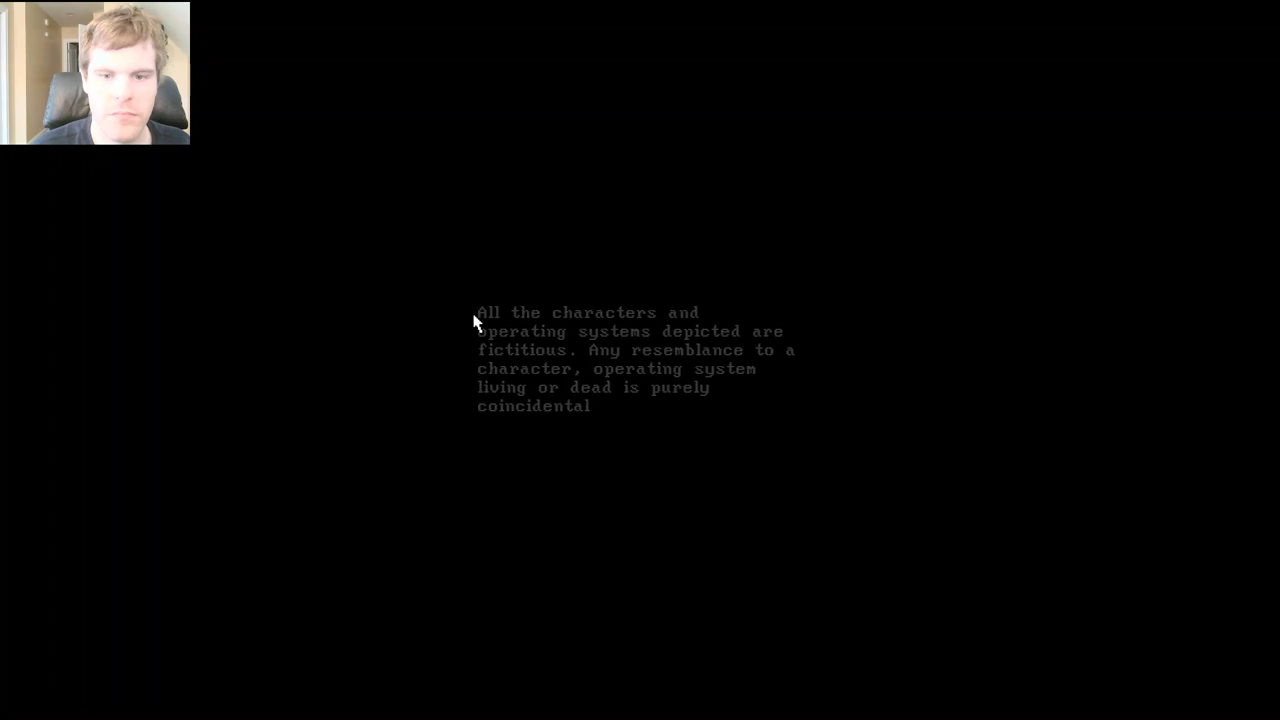 All the characters and
operating systems depicted are
fictitious. Any resemblance to a
character, operating system
living or dead is purely
coincidental